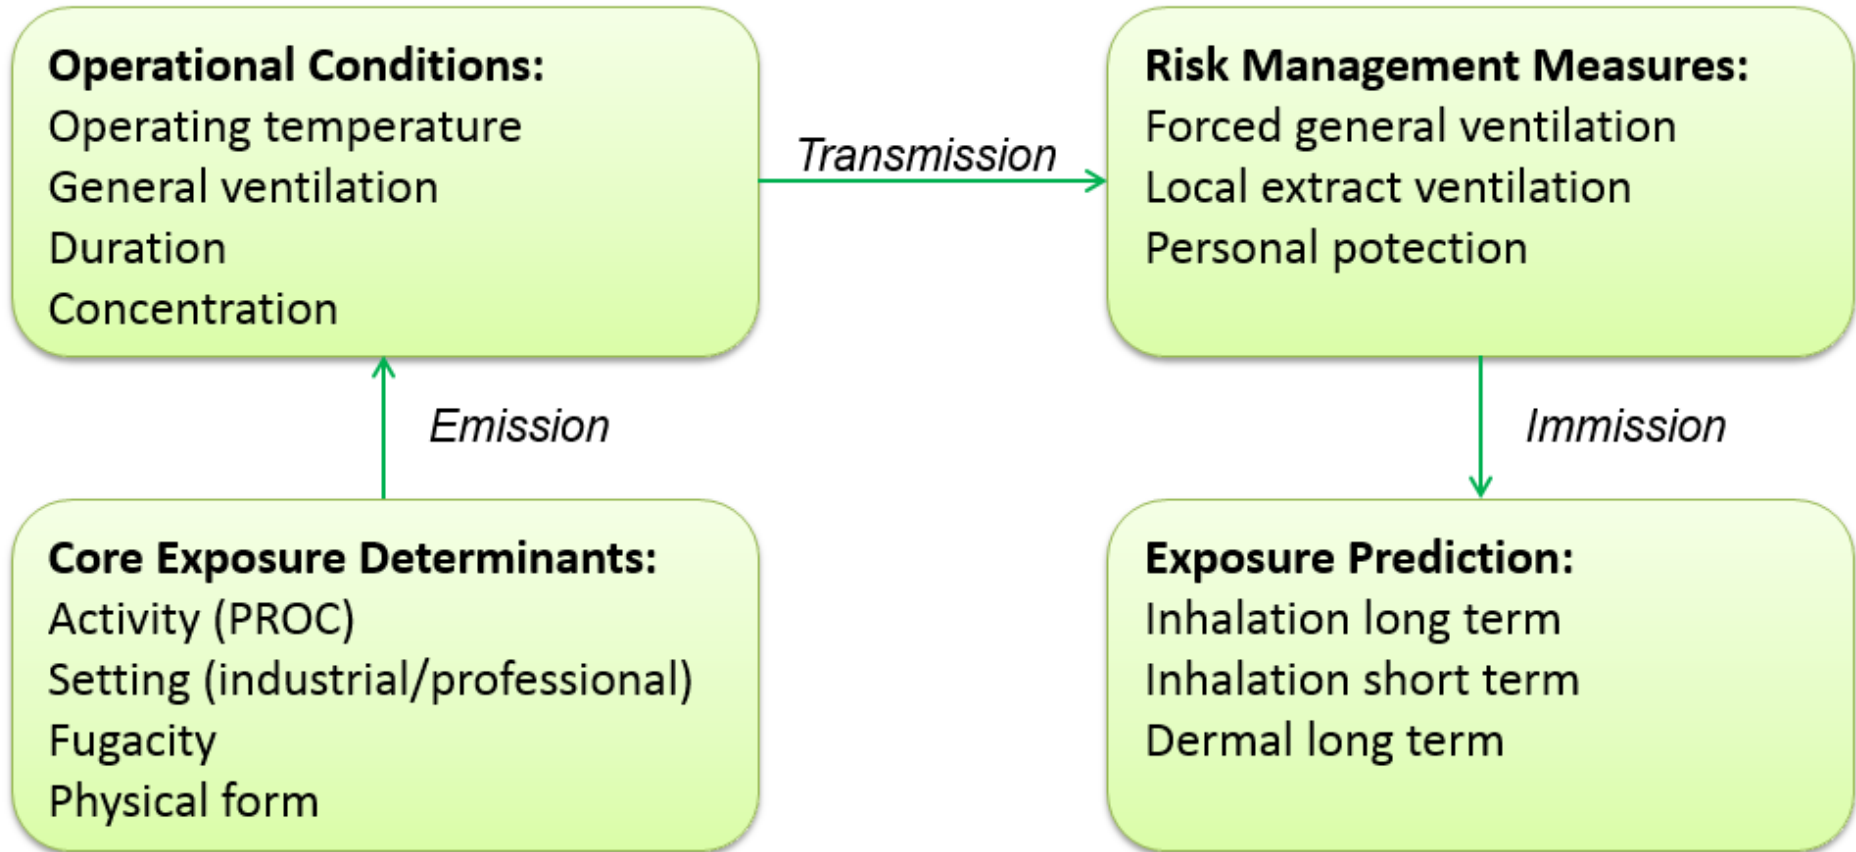 Operational Conditions:
Operating temperature
General ventilation
Duration
Concentration
Transmission
Risk Management Measures:
Forced general ventilation
Local extract ventilation
Personal potection
Emission
Immission
Core Exposure Determinants:
Activity (PROC)
Setting (industrial/professional)
Fugacity
Physical form
Exposure Prediction:
Inhalation long term
Inhalation short term
Dermal long term